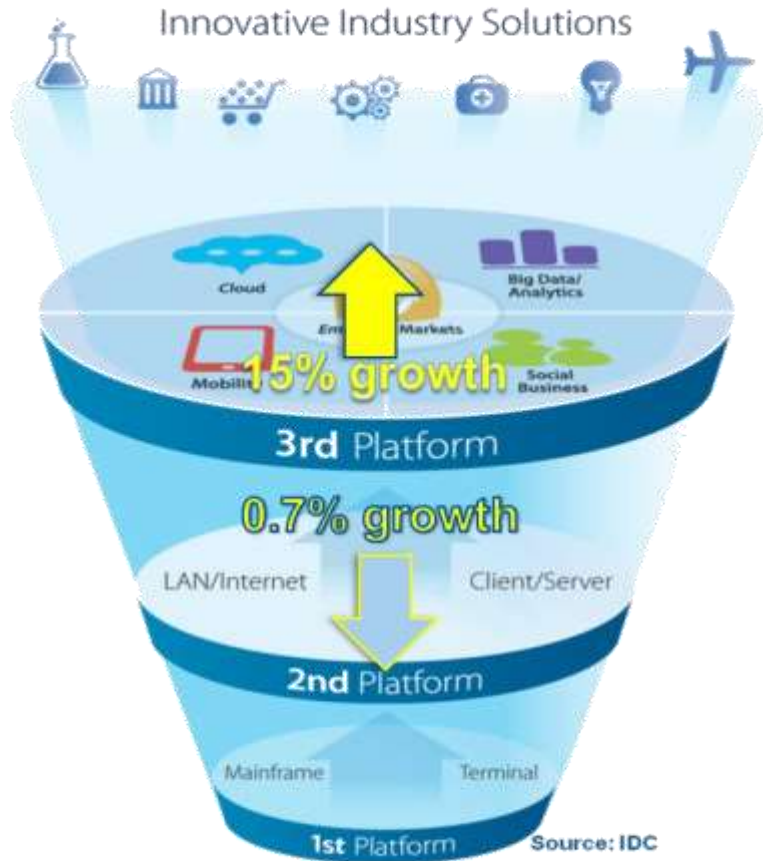 Innovative Industry Solutions
Cloud
Big Data/
Analytics
Markets
Mobility
15% growth
Social
Business
3rd Platform
0.7% growth
LAN/Internet
Client/Server
2nd Platform
Mainframe
Terminal
1st Platform
Source: IDC